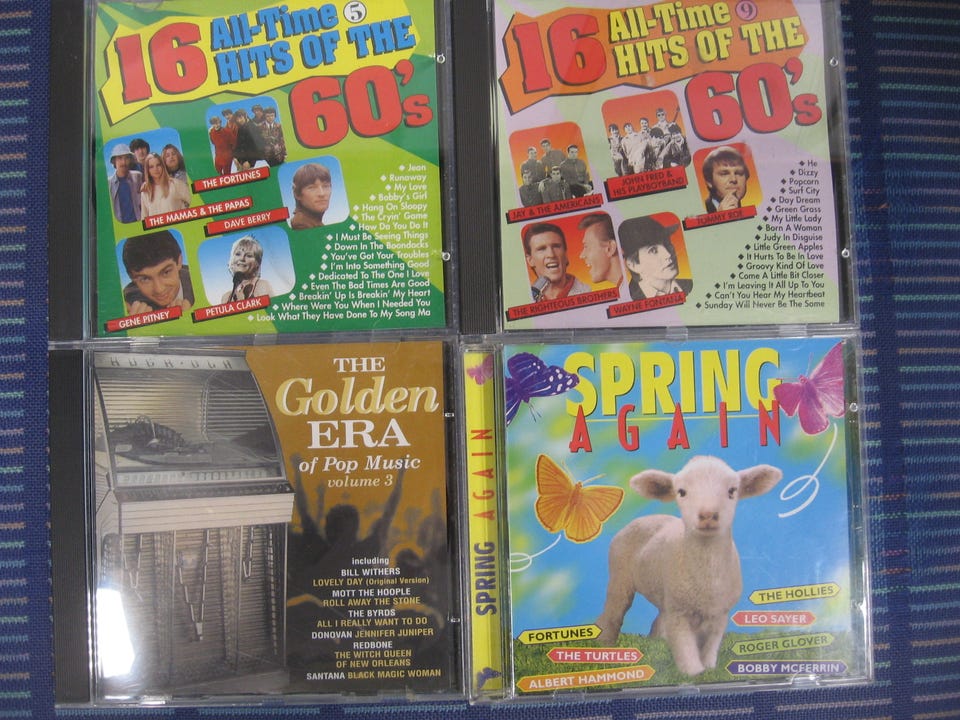 16 All-Time 5
HITS OF THE
60's
THE FORTUNES
THE MAMAS & THE PAPAS
DAVE BERRY
GENE PITNEY
PETULA CLARK
Jean
Runaway
My Love
Bobby's Girl
Hang On Sloopy
The Cryin' Game
How Do You Do It
I Must Be Seeing Things
Down In The Boondocks
You've Got Your Troubles
I'm Into Something Good
Dedicated To The One I Love
Even The Bad Times Are Good
Breakin' Up Is Breakin' My Heart
Where Were You When I Needed You
Look What They Have Done To My Song Ma
16 All-Time 9
HITS OF THE
60's
JAY & THE AMERICANS
JOHN FRED &
HIS PLAYBOYBAND
TOMMY ROE
THE RIGHTEOUS BROTHERS
WAYNE FONTANA
He
Dizzy
Popcorn
Surf City
Day Dream
Green Grass
My Little Lady
Born A Woman
Judy In Disguise
Little Green Apples
It Hurts To Be In Love
Groovy Kind Of Love
Come A Little Bit Closer
I'm Leaving It All Up To You
Can't You Hear My Heartbeat
Sunday Will Never Be The Same
THE
Golden
ERA
of Pop Music
volume 3
including
BILL WITHERS
LOVELY DAY (Original Version)
MOTT THE HOOPLE
ROLL AWAY THE STONE
THE BYRDS
ALL I REALLY WANT TO DO
DONOVAN JENNIFER JUNIPER
REDBONE
THE WITCH QUEEN
OF NEW ORLEANS
SANTANA BLACK MAGIC WOMAN
SPRING AGAIN
SPRING
AGAIN
THE HOLLIES
LEO SAYER
FORTUNES
ROGER GLOVER
THE TURTLES
BOBBY MCFERRIN
ALBERT HAMMOND